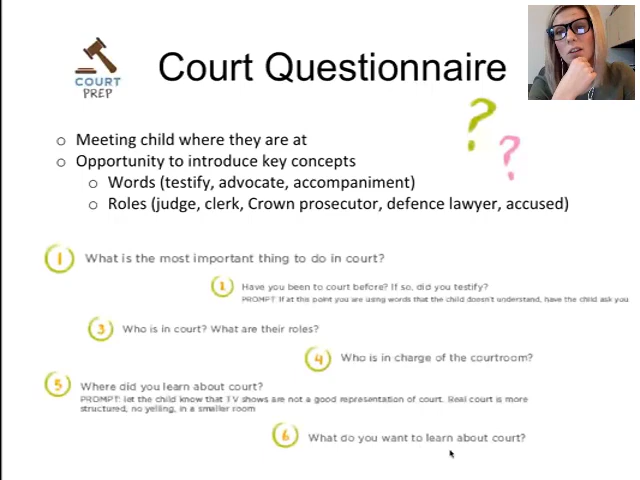 COURT
PREP
Court Questionnaire
o Meeting child where they are at
o Opportunity to introduce key concepts
o Words (testify, advocate, accompaniment)
o Roles (judge, clerk, Crown prosecutor, defence lawyer, accused)
? ?
1 What is the most important thing to do in court?
2 Have you been to court before? If so, did you testify?
PROMPT: If at this point you are using words that the child doesn't understand, have the child ask you
3 Who is in court? What are their roles?
4 Who is in charge of the courtroom?
5 Where did you learn about court?
PROMPT: let the child know that TV shows are not a good representation of court. Real court is more
structured, no yelling, in a smaller room
6 What do you want to learn about court?